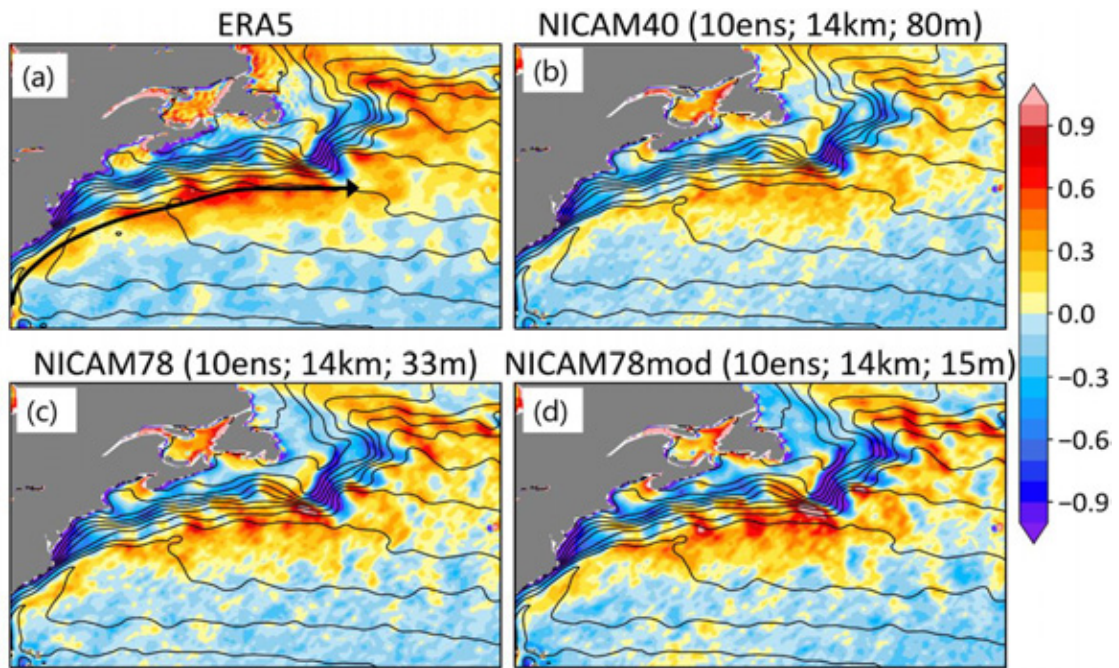 ERA5
NICAM40 (10ens; 14km; 80m)
(a)
(b)
0.9
0.6
0.3
0.0
−0.3
−0.6
−0.9
NICAM78 (10ens; 14km; 33m)
NICAM78mod (10ens; 14km; 15m)
(c)
(d)